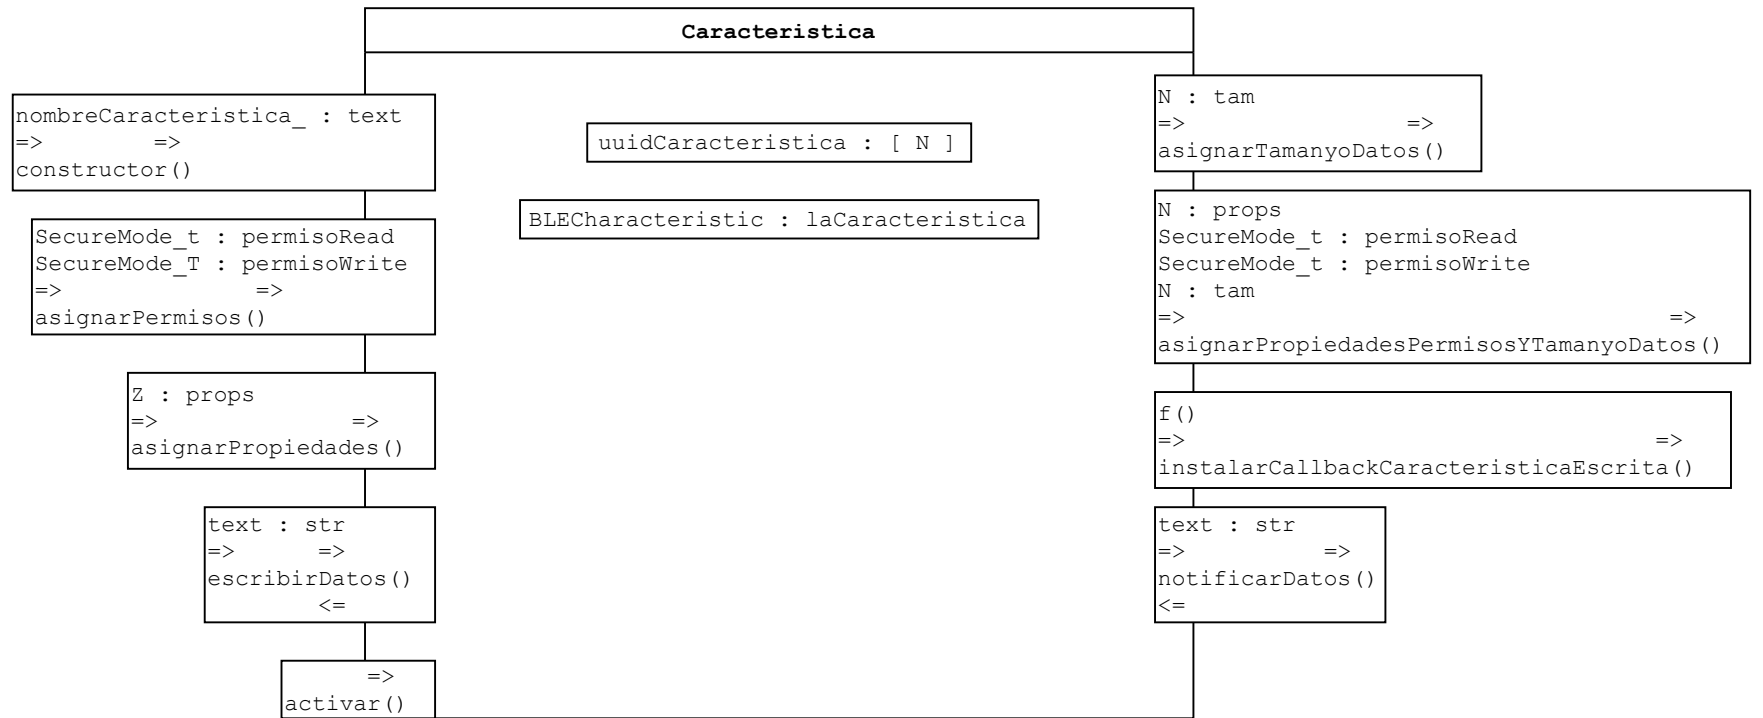 Caracteristica
nombreCaracteristica_ : text
=> =>
constructor()
SecureMode_t : permisoRead
SecureMode_T : permisoWrite
=> =>
asignarPermisos()
Z : props
=> =>
asignarPropiedades()
text : str
=> =>
escribirDatos()
<=
=>
activar()
uuidCaracteristica : [ N ]
BLECharacteristic : laCaracteristica
N : tam
=> =>
asignarTamanyoDatos()
N : props
SecureMode_t : permisoRead
SecureMode_t : permisoWrite
N : tam
=> =>
asignarPropiedadesPermisosYTamanyoDatos()
f()
=> =>
instalarCallbackCaracteristicaEscrita()
text : str
=> =>
notificarDatos()
<=